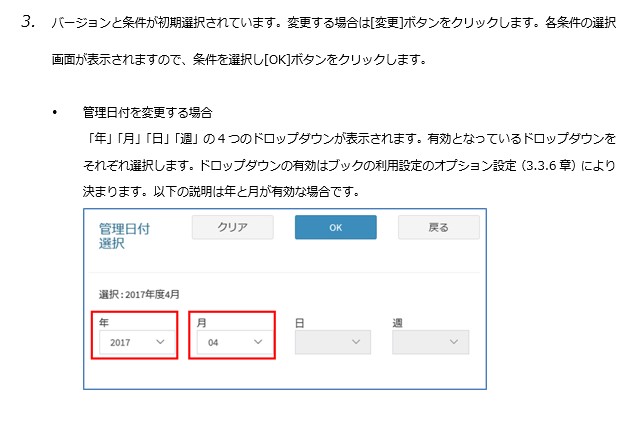 3. バージョンと条件が初期選択されています。変更する場合は[変更]ボタンをクリックします。各条件の選択
画面が表示されますので、条件を選択し[OK]ボタンをクリックします。
• 管理日付を変更する場合
「年」「月」「日」「週」の４つのドロップダウンが表示されます。有効となっているドロップダウンを
それぞれ選択します。ドロップダウンの有効はブックの利用設定のオプション設定（3.3.6 章）により
決まります。以下の説明は年と月が有効な場合です。
管理日付
選択
クリア OK 戻る
選択：2017年度4月
年 月 日 週
2017 04